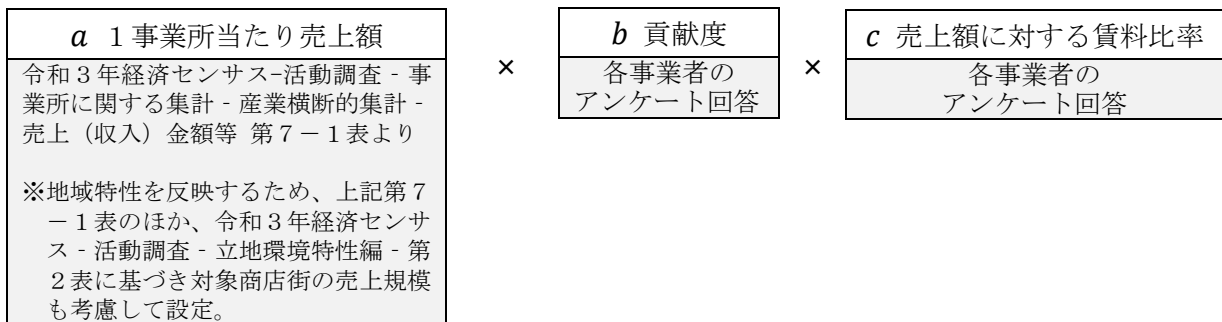 a １事業所当たり売上額
令和３年経済センサス−活動調査‐事
業所に関する集計‐産業横断的集計‐
売上（収入）金額等 第７－１表より
※地域特性を反映するため、上記第７
－１表のほか、令和３年経済センサ
ス‐活動調査‐立地環境特性編‐第
２表に基づき対象商店街の売上規模
も考慮して設定。
×
b 貢献度
各事業者の
アンケート回答
×
c 売上額に対する賃料比率
各事業者の
アンケート回答